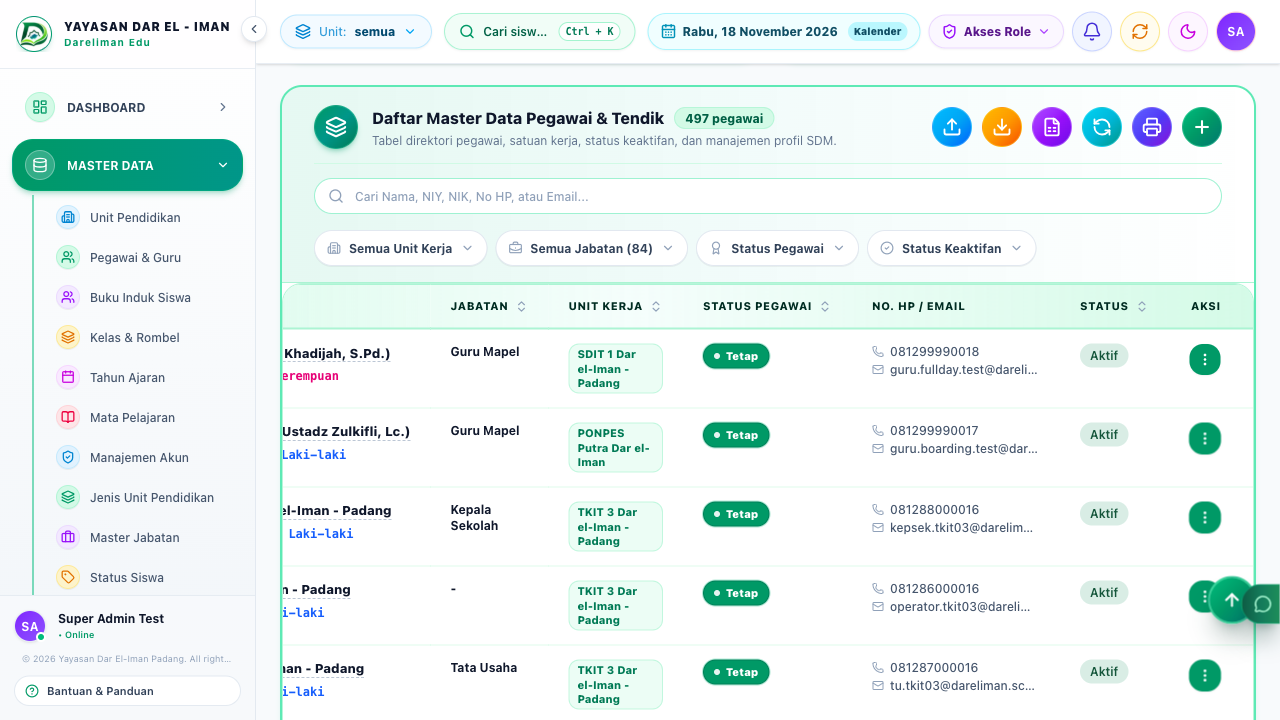 YAYASAN DAR EL - IMAN
Dareliman Edu
Unit: semua
Cari sisw...
Ctrl + K
Rabu, 18 November 2026
Kalender
Akses Role
SA
DASHBOARD
MASTER DATA
Unit Pendidikan
Pegawai & Guru
Buku Induk Siswa
Kelas & Rombel
Tahun Ajaran
Mata Pelajaran
Manajemen Akun
Jenis Unit Pendidikan
Master Jabatan
Status Siswa
SA
Super Admin Test
• Online
© 2026 Yayasan Dar El-Iman Padang. All right...
Bantuan & Panduan
Daftar Master Data Pegawai & Tendik
497 pegawai
Tabel direktori pegawai, satuan kerja, status keaktifan, dan manajemen profil SDM.
Cari Nama, NIY, NIK, No HP, atau Email...
Semua Unit Kerja
Semua Jabatan (84)
Status Pegawai
Status Keaktifan
JABATAN
UNIT KERJA
STATUS PEGAWAI
NO. HP / EMAIL
STATUS
AKSI
Khadijah, S.Pd.)
erempuan
Guru Mapel
SDIT 1 Dar
el-Iman -
Padang
Tetap
081299990018
guru.fullday.test@dareli...
Aktif
Ustadz Zulkifli, Lc.)
Laki-laki
Guru Mapel
PONPES
Putra Dar el-
Iman
Tetap
081299990017
guru.boarding.test@dar...
Aktif
el-Iman - Padang
Laki-laki
Kepala
Sekolah
TKIT 3 Dar
el-Iman -
Padang
Tetap
081288000016
kepsek.tkit03@darelim...
Aktif
n - Padang
i-laki
-
TKIT 3 Dar
el-Iman -
Padang
Tetap
081286000016
operator.tkit03@dareli...
Aktif
nan - Padang
i-laki
Tata Usaha
TKIT 3 Dar
el-Iman -
Padang
Tetap
081287000016
tu.tkit03@dareliman.sc...
Aktif